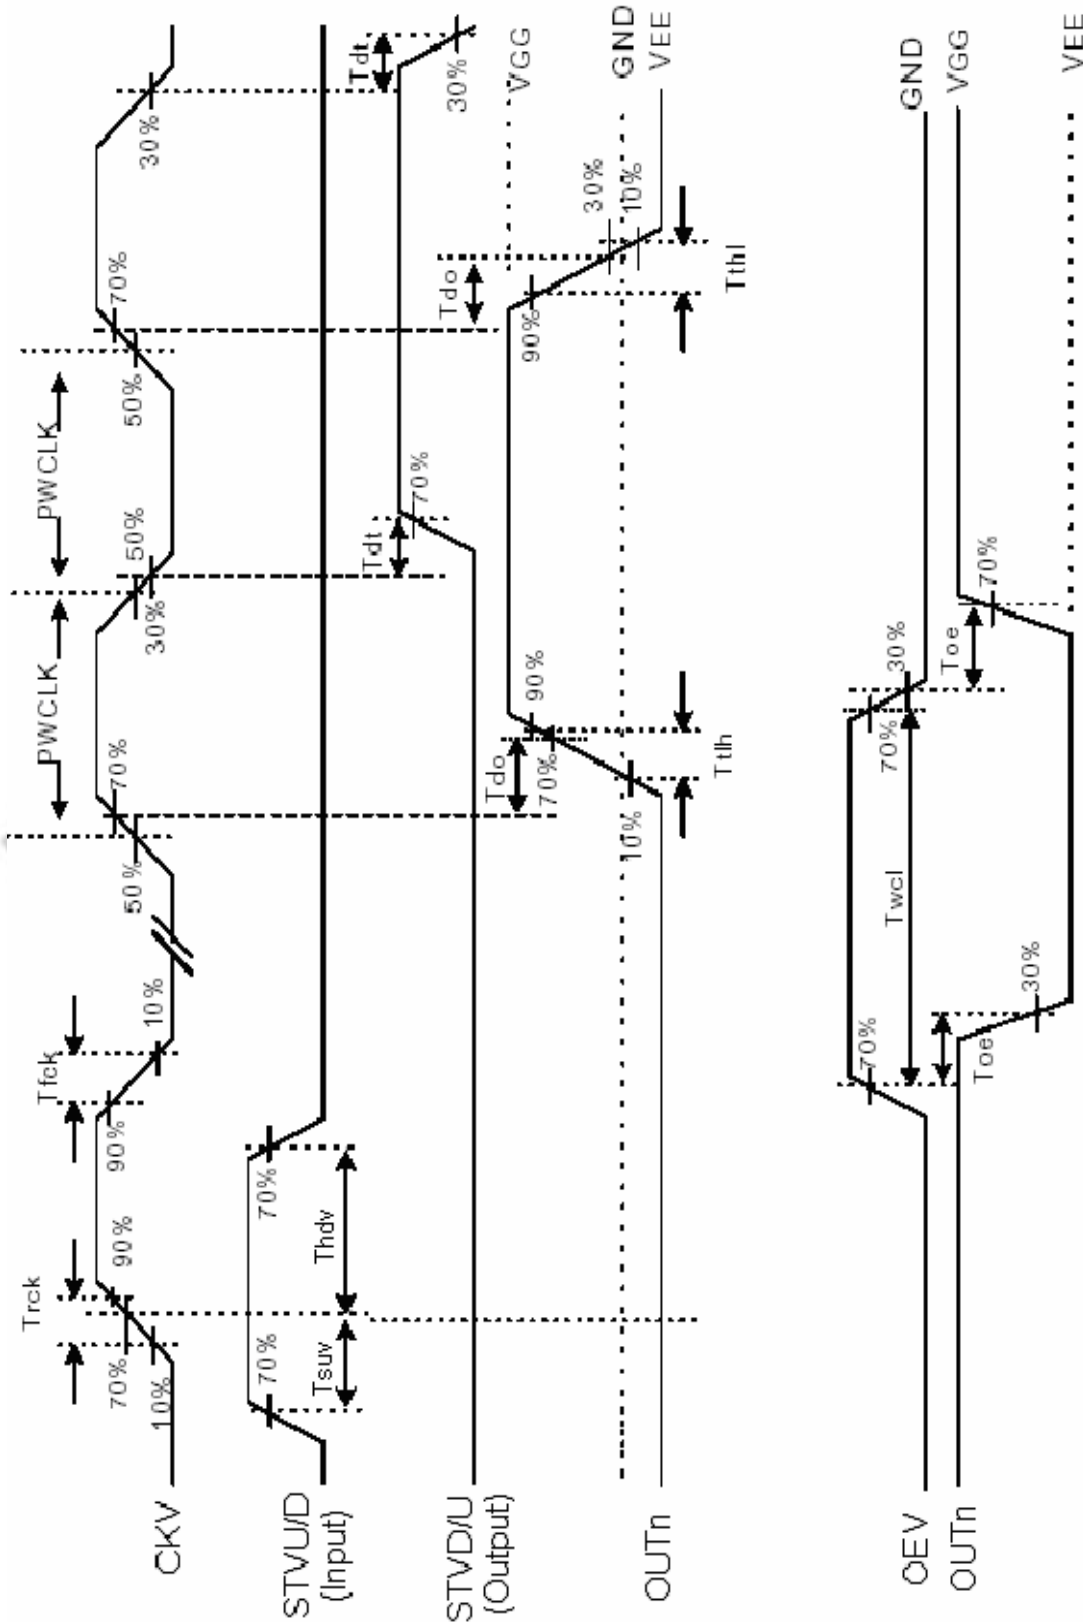 CKV
70%
10%
Trck
90%
90%
Tfck
10%
50%
70%
PWCLK
30%
50%
PWCLK
50%
70%
30%
STVU/D
(Input)
70%
Tsuv
Thdv
70%
STVD/U
(Output)
Tdt
70%
Tdt
30%
OUTn
10%
Tdo
70%
90%
Ttlh
Tdo
90%
30%
10%
Tthl
VGG
GND
VEE
OEV
70%
Twcl
70%
30%
GND
OUTn
Toe
30%
Toe
70%
VGG
VEE